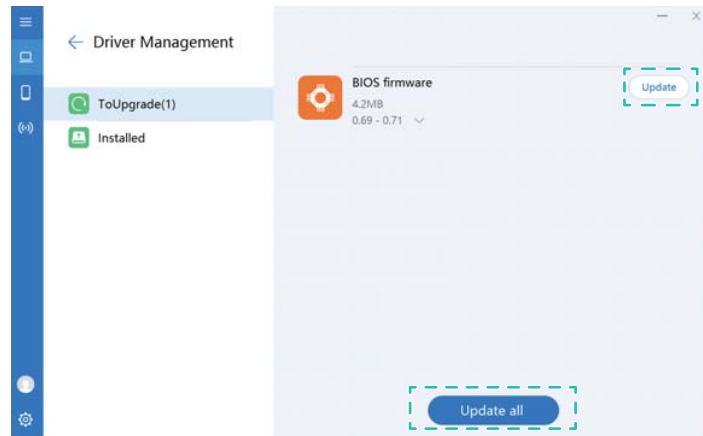 Driver Management
ToUpgrade(1)
Installed
BIOS firmware
4.2MB
0.69 - 0.71
Update
Update all